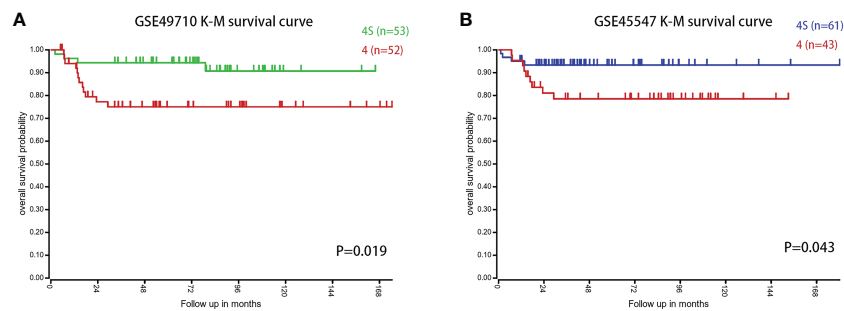 A
GSE49710 K-M survival curve
4S (n=53)
4 (n=52)
1.00
0.90
0.80
0.70
0.60
0.50
0.40
0.30
0.20
0.10
0.00
overall survival probability
P=0.019
0 24 48 72 96 120 144 168
Follow up in months
B
GSE45547 K-M survival curve
4S (n=61)
4 (n=43)
1.00
0.90
0.80
0.70
0.60
0.50
0.40
0.30
0.20
0.10
0.00
overall survival probability
P=0.043
0 24 48 72 96 120 144 168
Follow up in months